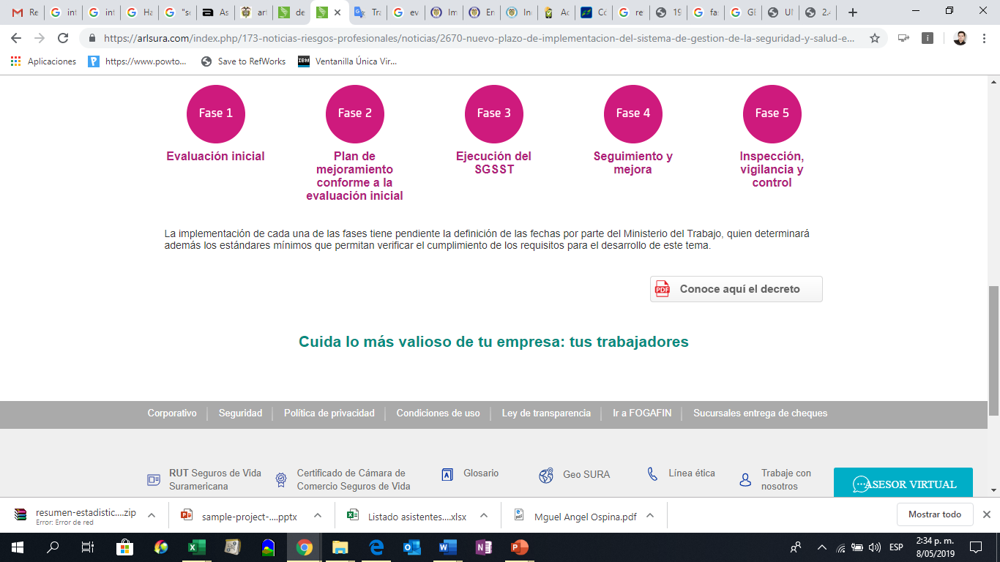 Re
int
int
Ha
"se
As
art
de
Tra
ev
Im
En
In
Ac
Co
re
19
fa
GE
UI
2.
https://arlsura.com/index.php/173-noticias-riesgos-profesionales/noticias/2670-nuevo-plazo-de-implementacion-del-sistema-de-gestion-de-la-seguridad-y-salud-e...
Aplicaciones
https://www.powto...
Save to RefWorks
IBM
Ventanilla Única Vir...
Fase 1
Fase 2
Fase 3
Fase 4
Fase 5
Evaluación inicial
Plan de
mejoramiento
conforme a la
evaluación inicial
Ejecución del
SGSST
Seguimiento y
mejora
Inspección,
vigilancia y
control
La implementación de cada una de las fases tiene pendiente la definición de las fechas por parte del Ministerio del Trabajo, quien determinará
además los estándares mínimos que permitan verificar el cumplimiento de los requisitos para el desarrollo de este tema.
PDF
Conoce aquí el decreto
Cuida lo más valioso de tu empresa: tus trabajadores
Corporativo
Seguridad
Política de privacidad
Condiciones de uso
Ley de transparencia
Ir a FOGAFIN
Sucursales entrega de cheques
RUT Seguros de Vida
Suramericana
Certificado de Cámara de
Comercio Seguros de Vida
Glosario
Geo SURA
Línea ética
Trabaje con
nosotros
ASESOR VIRTUAL
resumen-estadistic....zip
Error: Error de red
sample-project-....pptx
Listado asistentes....xlsx
Mguel Angel Ospina.pdf
Mostrar todo
ESP
2:34 p. m.
8/05/2019